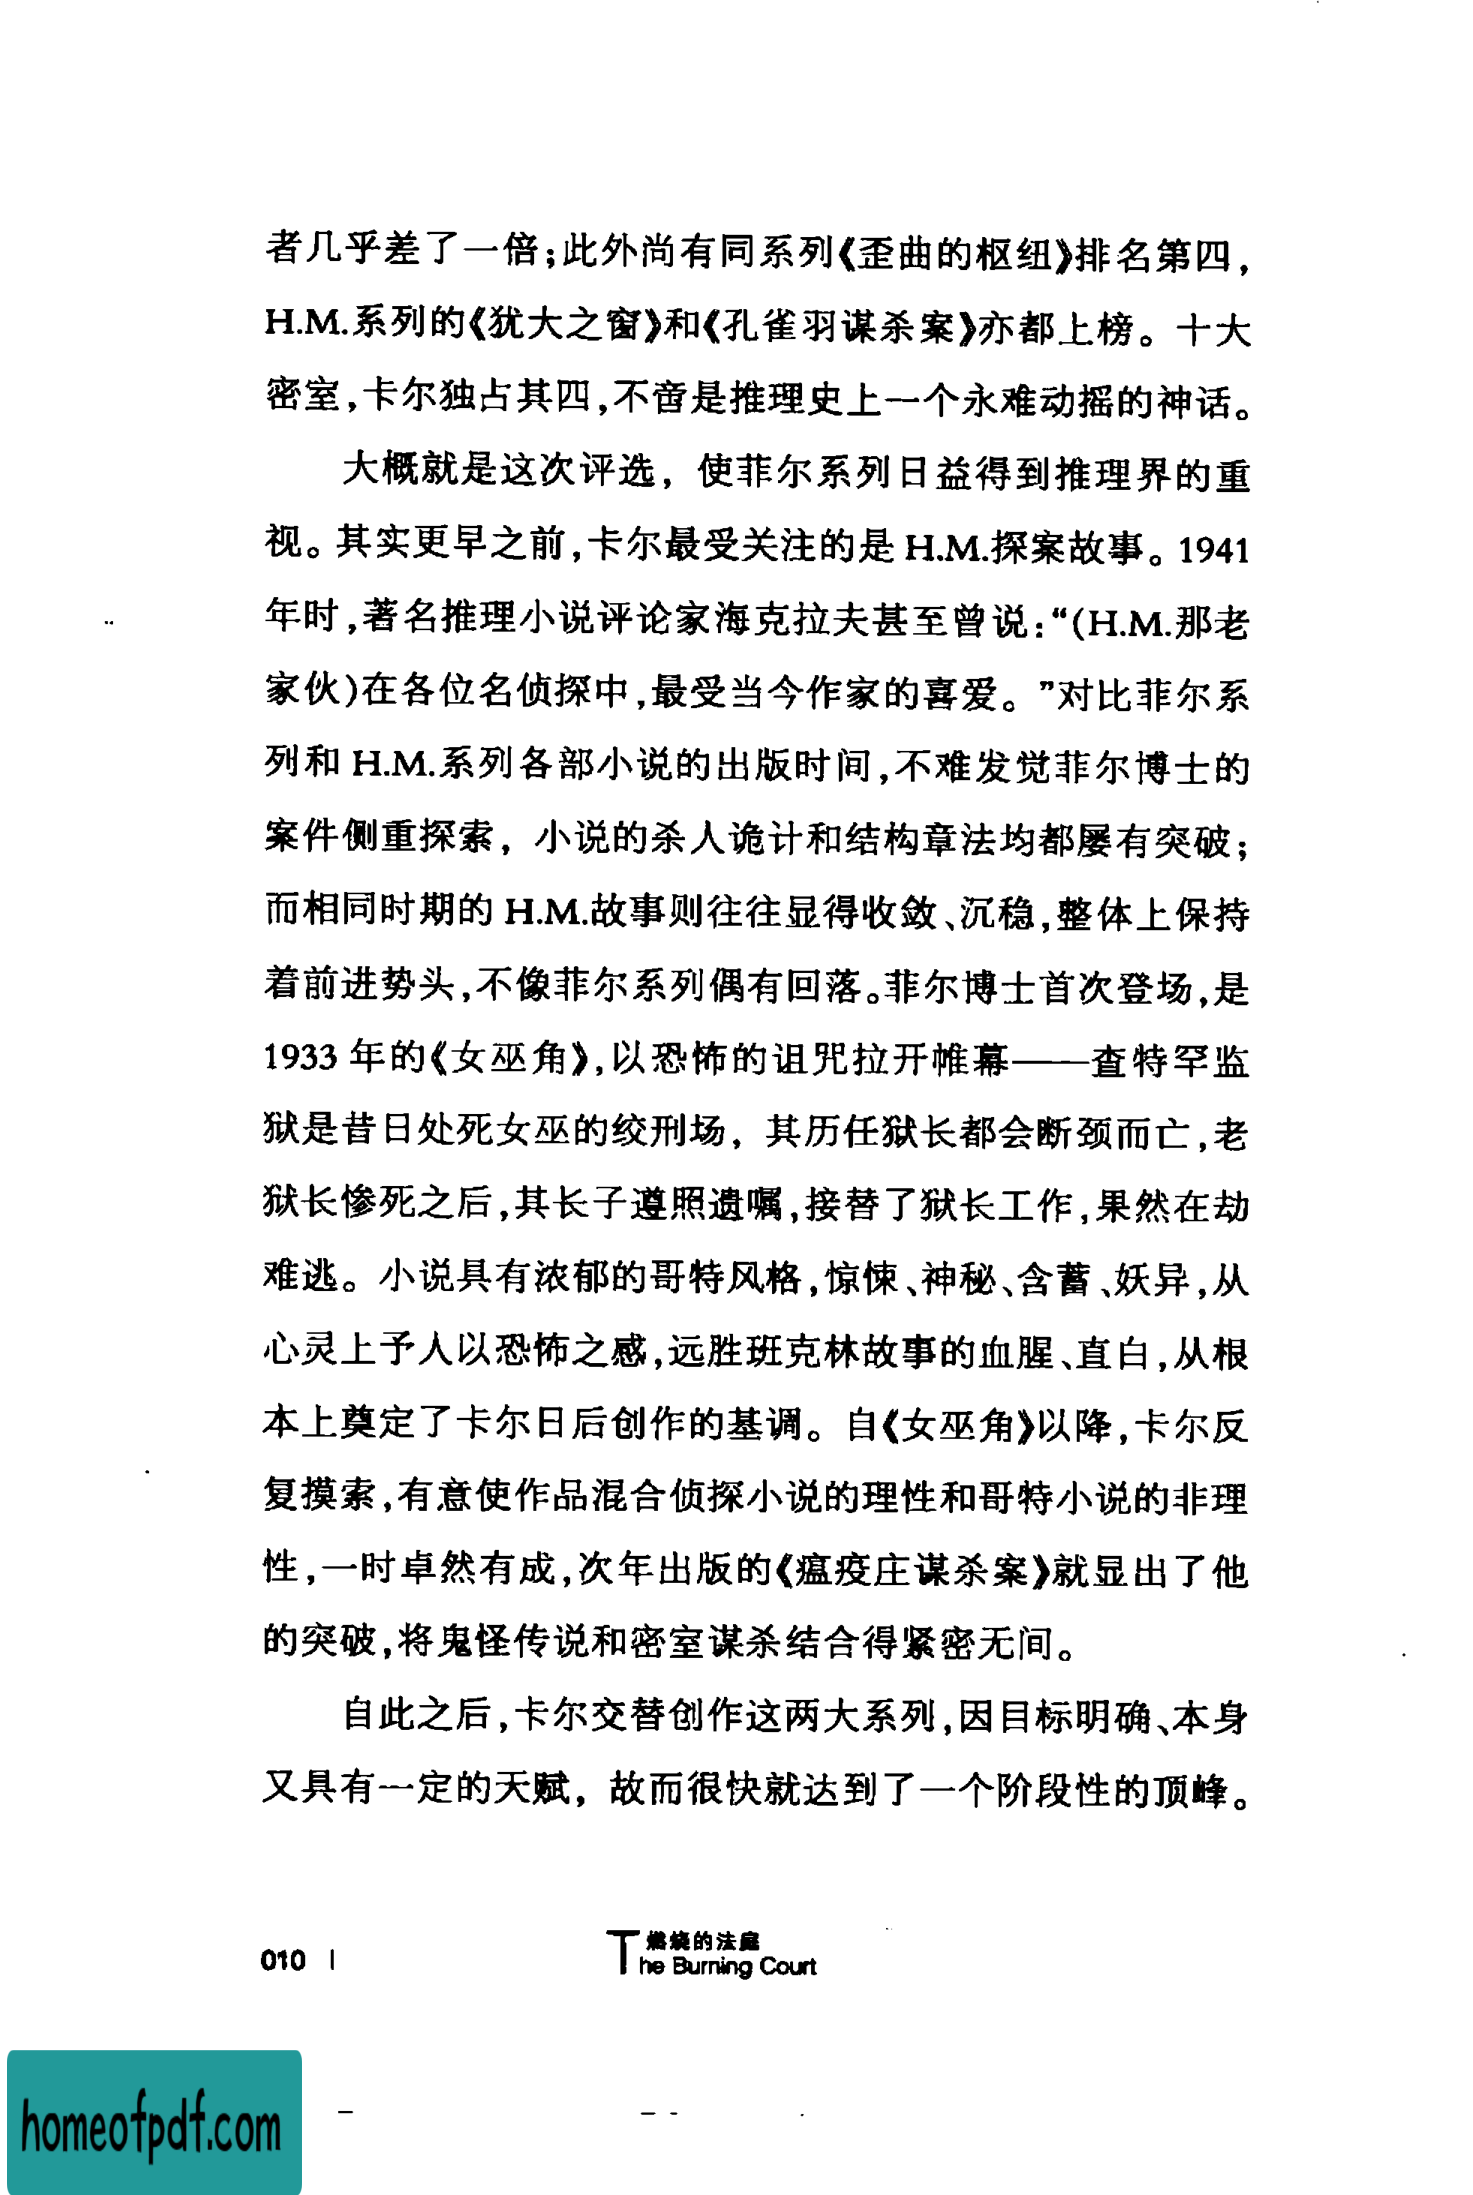 者几乎差了一倍;此外尚有同系列《歪曲的枢纽》排名第四,
H.M.系列的《犹大之窗》和《孔雀羽谋杀案》亦都上榜。十大
密室,卡尔独占其四,不啻是推理史上一个永难动摇的神话。
大概就是这次评选，使菲尔系列日益得到推理界的重
视。其实更早之前,卡尔最受关注的是 H.M.探案故事。1941
年时,著名推理小说评论家海克拉夫甚至曾说:“(H.M.那老
家伙)在各位名侦探中,最受当今作家的喜爱。”对比菲尔系
列和 H.M.系列各部小说的出版时间,不难发觉菲尔博士的
案件侧重探索，小说的杀人诡计和结构章法均都屡有突破;
而相同时期的 H.M.故事则往往显得收敛、沉稳,整体上保持
着前进势头,不像菲尔系列偶有回落。菲尔博士首次登场,是
1933 年的《女巫角》,以恐怖的诅咒拉开帷幕——查特罕监
狱是昔日处死女巫的绞刑场，其历任狱长都会断颈而亡,老
狱长惨死之后,其长子遵照遗嘱,接替了狱长工作,果然在劫
难逃。小说具有浓郁的哥特风格,惊悚、神秘、含蓄、妖异,从
心灵上予人以恐怖之感,远胜班克林故事的血腥、直白,从根
本上奠定了卡尔日后创作的基调。自《女巫角》以降,卡尔反
复摸索,有意使作品混合侦探小说的理性和哥特小说的非理
性,一时卓然有成,次年出版的《瘟疫庄谋杀案》就显出了他
的突破,将鬼怪传说和密室谋杀结合得紧密无间。
自此之后,卡尔交替创作这两大系列,因目标明确、本身
又具有一定的天赋，故而很快就达到了一个阶段性的顶峰。
010 |
燃烧的法庭
The Burning Court
homeofpdf.com